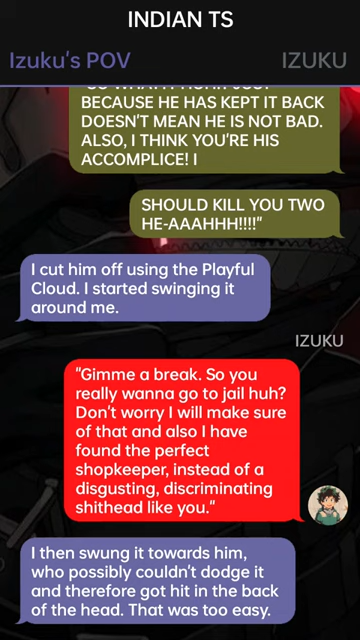 INDIAN TS
Izuku's POV
IZUKU
BECAUSE HE HAS KEPT IT BACK
DOESN'T MEAN HE IS NOT BAD.
ALSO, I THINK YOU'RE HIS
ACCOMPLICE! I
SHOULD KILL YOU TWO
HE-AAAHHH!!!!"
I cut him off using the Playful
Cloud. I started swinging it
around me.
IZUKU
"Gimme a break. So you
really wanna go to jail huh?
Don't worry I will make sure
of that and also I have
found the perfect
shopkeeper, instead of a
disgusting, discriminating
shithead like you."
I then swung it towards him,
who possibly couldn't dodge it
and therefore got hit in the back
of the head. That was too easy.